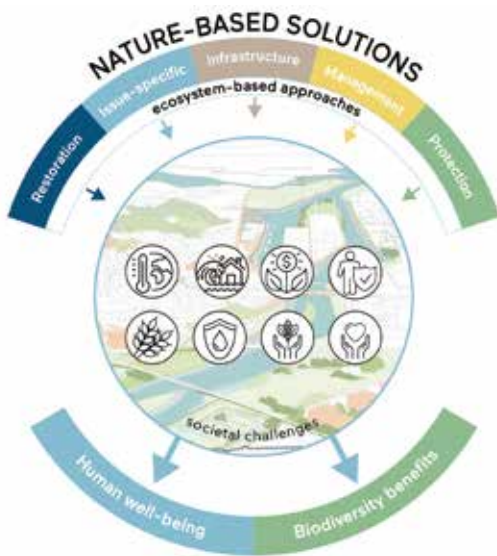 NATURE-BASED SOLUTIONS
Restoration
Issue-specific
Infrastructure
Management
Protection
ecosystem-based approaches
$
societal challenges
Human well-being
Biodiversity benefits